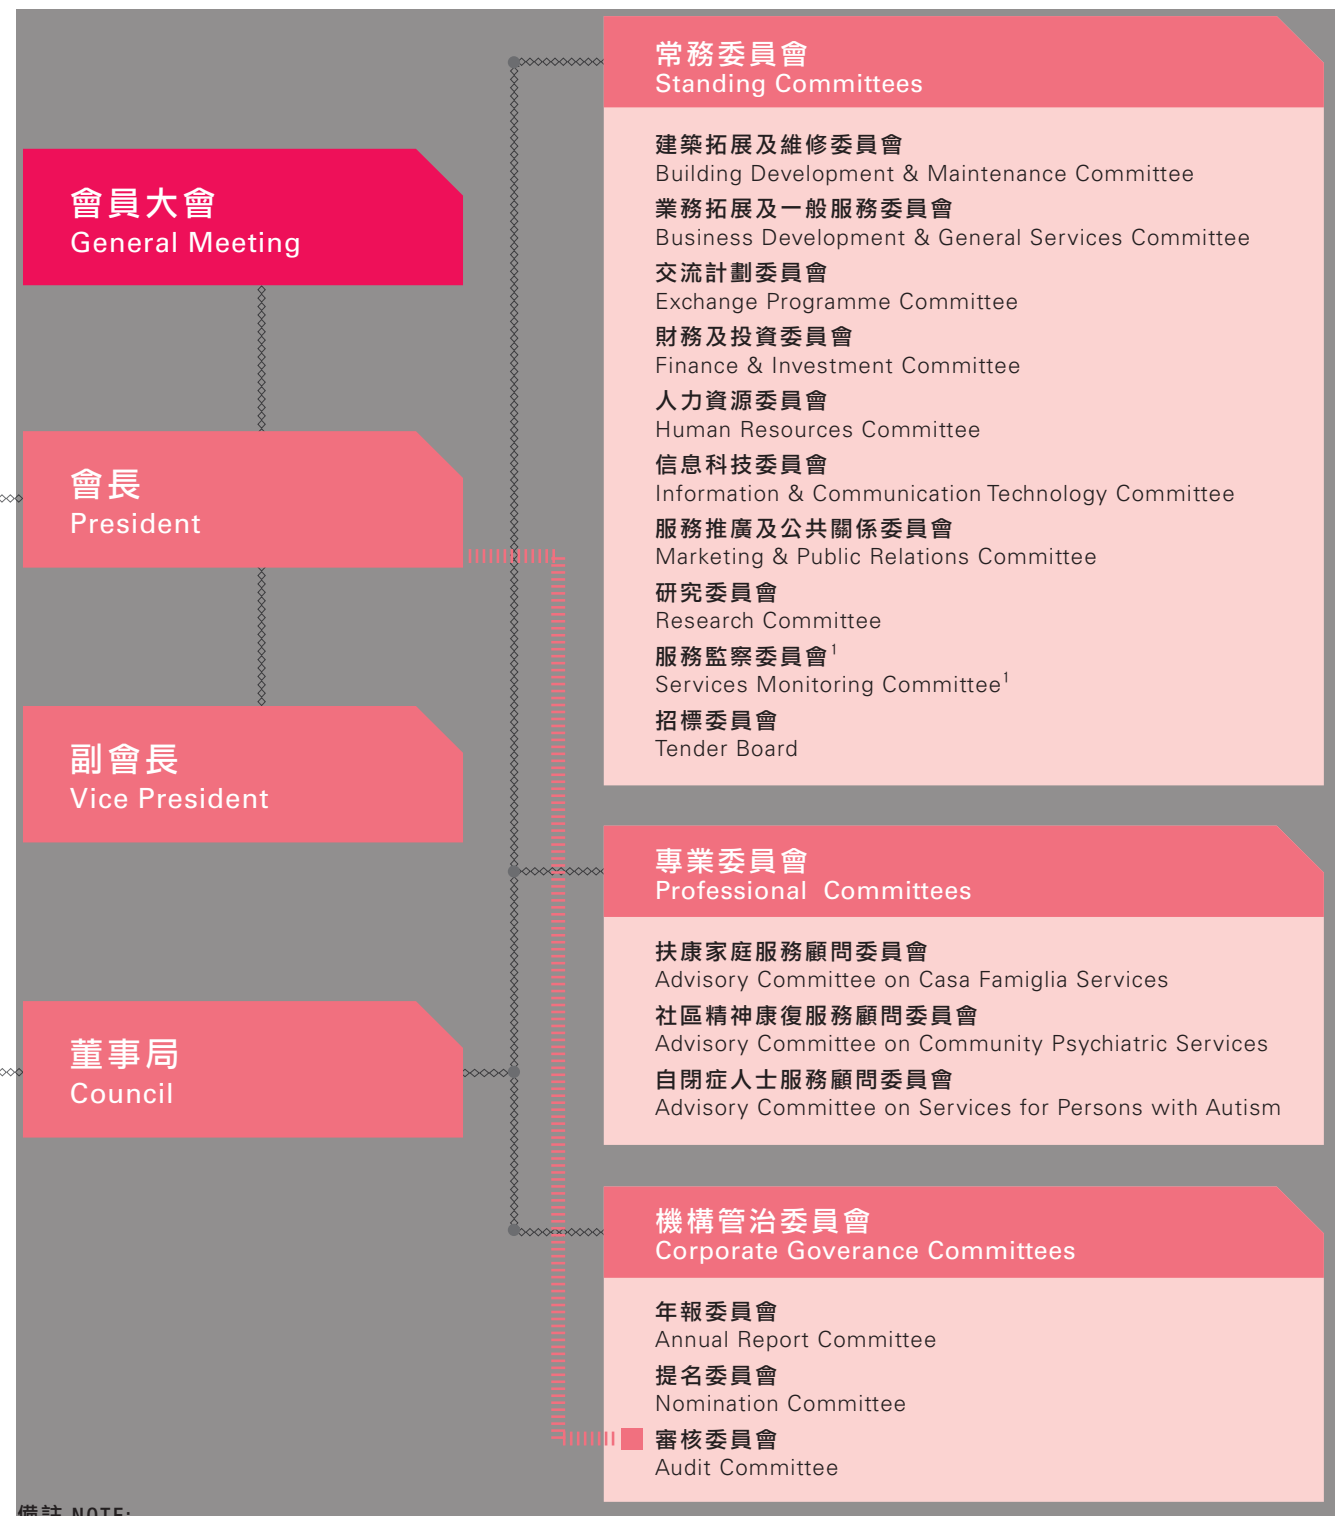 會員大會
General Meeting
會長
President
副會長
Vice President
董事局
Council
常務委員會
Standing Committees
建築拓展及維修委員會
Building Development & Maintenance Committee
業務拓展及一般服務委員會
Business Development & General Services Committee
交流計劃委員會
Exchange Programme Committee
財務及投資委員會
Finance & Investment Committee
人力資源委員會
Human Resources Committee
信息科技委員會
Information & Communication Technology Committee
服務推廣及公共關係委員會
Marketing & Public Relations Committee
研究委員會
Research Committee
服務監察委員會1
Services Monitoring Committee1
招標委員會
Tender Board
專業委員會
Professional Committees
扶康家庭服務顧問委員會
Advisory Committee on Casa Famiglia Services
社區精神康復服務顧問委員會
Advisory Committee on Community Psychiatric Services
自閉症人士服務顧問委員會
Advisory Committee on Services for Persons with Autism
機構管治委員會
Corporate Goverance Committees
年報委員會
Annual Report Committee
提名委員會
Nomination Committee
審核委員會
Audit Committee
備註 NOTE: